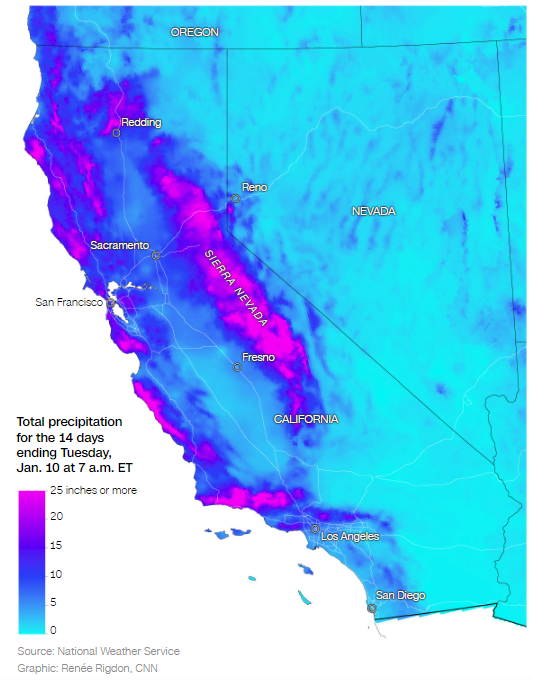 OREGON
Redding
Reno
NEVADA
Sacramento
SIERRA NEVADA
San Francisco
Fresno
CALIFORNIA
Total precipitation
for the 14 days
ending Tuesday,
Jan. 10 at 7 a.m. ET
25 inches or more
20
15
10
5
0
Los Angeles
San Diego
Source: National Weather Service
Graphic: Renée Rigdon, CNN